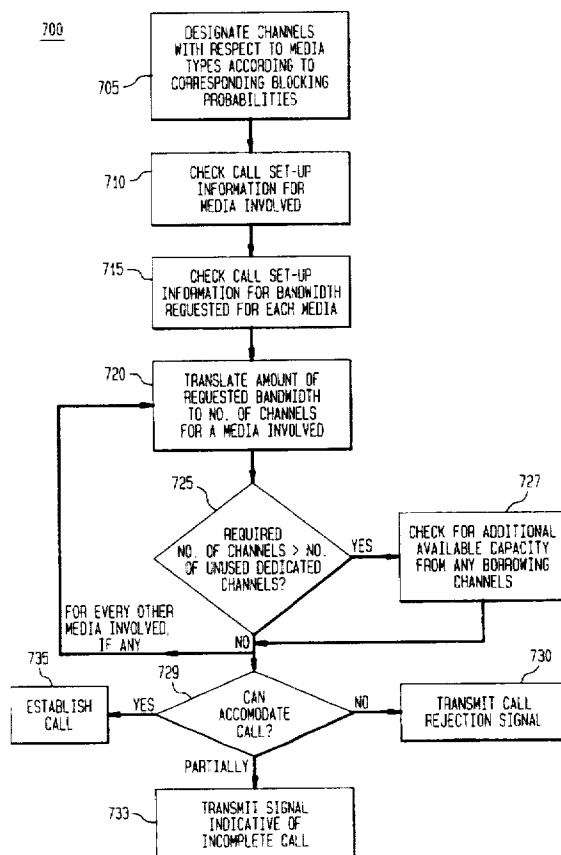 700
DESIGNATE CHANNELS
WITH RESPECT TO MEDIA
TYPES ACCORDING TO
CORRESPONDING BLOCKING
PROBABILITIES
705
CHECK CALL SET-UP
INFORMATION FOR
MEDIA INVOLVED
710
715
CHECK CALL SET-UP
INFORMATION FOR BANDWIDTH
REQUESTED FOR EACH MEDIA
720
TRANSLATE AMOUNT OF
REQUESTED BANDWIDTH
TO NO. OF CHANNELS
FOR A MEDIA INVOLVED
725
REQUIRED
NO. OF CHANNELS > NO.
OF UNUSED DEDICATED
CHANNELS?
YES
727
CHECK FOR ADDITIONAL
AVAILABLE CAPACITY
FROM ANY BORROWING
CHANNELS
FOR EVERY OTHER
MEDIA INVOLVED,
IF ANY
NO
735
ESTABLISH
CALL
YES
729
CAN
ACCOMODATE
CALL?
NO
730
TRANSMIT CALL
REJECTION SIGNAL
PARTIALLY
733
TRANSMIT SIGNAL
INDICATIVE OF
INCOMPLETE CALL